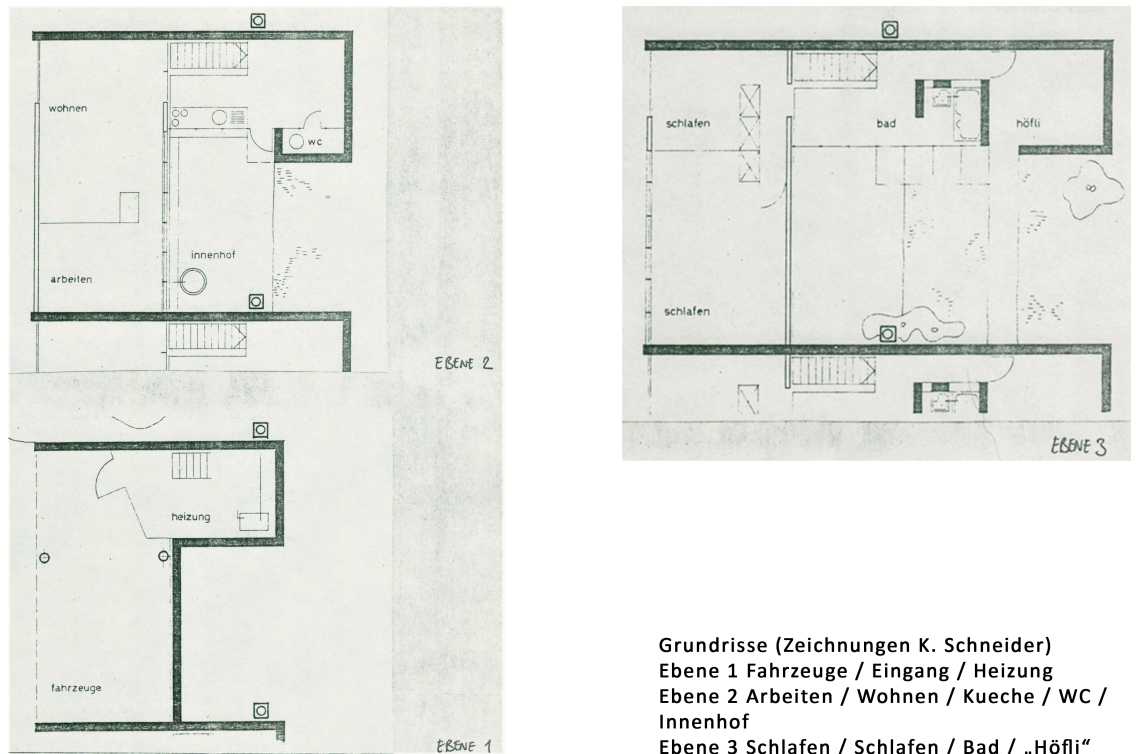 wohnen
wc
innenhof
arbeiten
EBENE 2
heizung
fahrzeuge
EBENE 1
schlafen
bad
höfli
schlafen
EBENE 3
Grundrisse (Zeichnungen K. Schneider)
Ebene 1 Fahrzeuge / Eingang / Heizung
Ebene 2 Arbeiten / Wohnen / Kueche / WC /
Innenhof
Ebene 3 Schlafen / Schlafen / Bad / „Höfli“